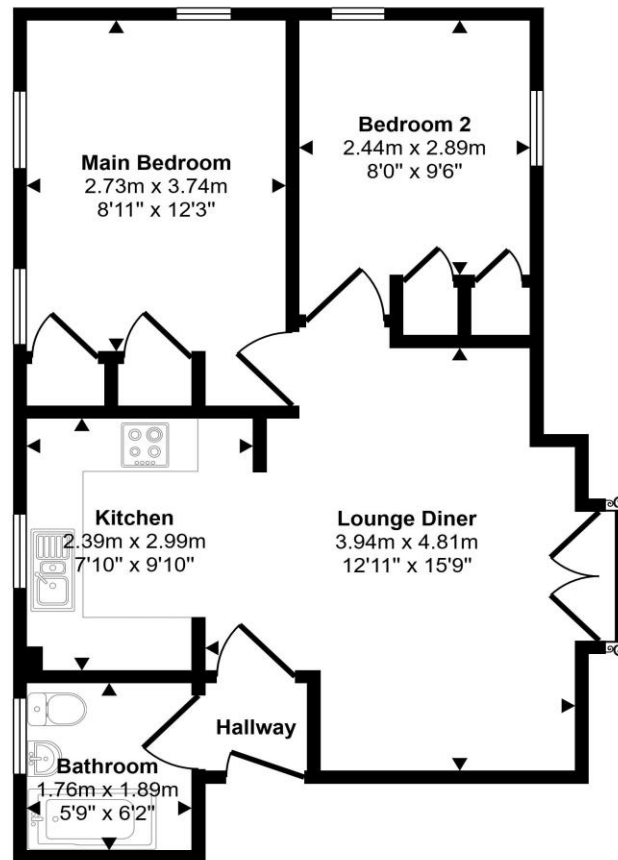 Main Bedroom
2.73m x 3.74m
8'11" x 12'3"
Bedroom 2
2.44m x 2.89m
8'0" x 9'6"
Kitchen
2.39m x 2.99m
7'10" x 9'10"
Lounge Diner
3.94m x 4.81m
12'11" x 15'9"
Hallway
Bathroom
1.76m x 1.89m
5'9" x 6'2"